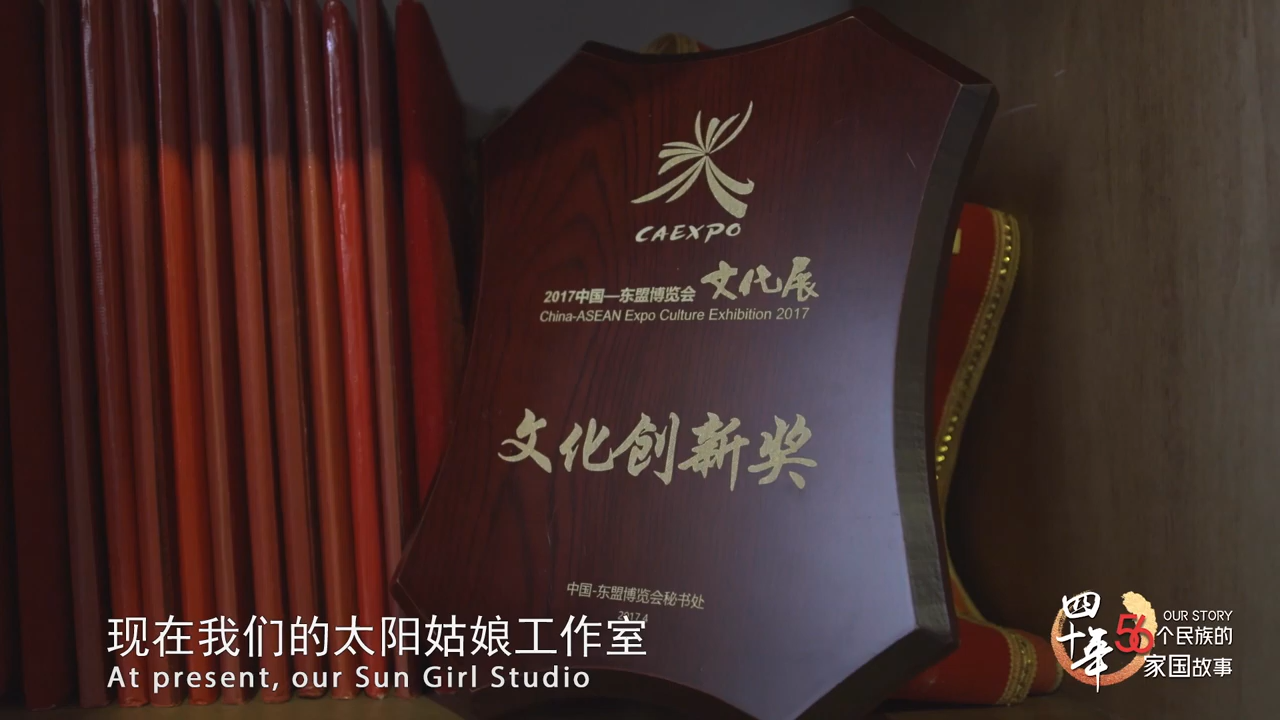 CAEXPO
2017中国—东盟博览会 文化展
China-ASEAN Expo Culture Exhibition 2017
文化创新奖
中国-东盟博览会秘书处
2017.4
现在我们的太阳姑娘工作室
At present, our Sun Girl Studio
四十年
OUR STORY
56个民族的
家国故事